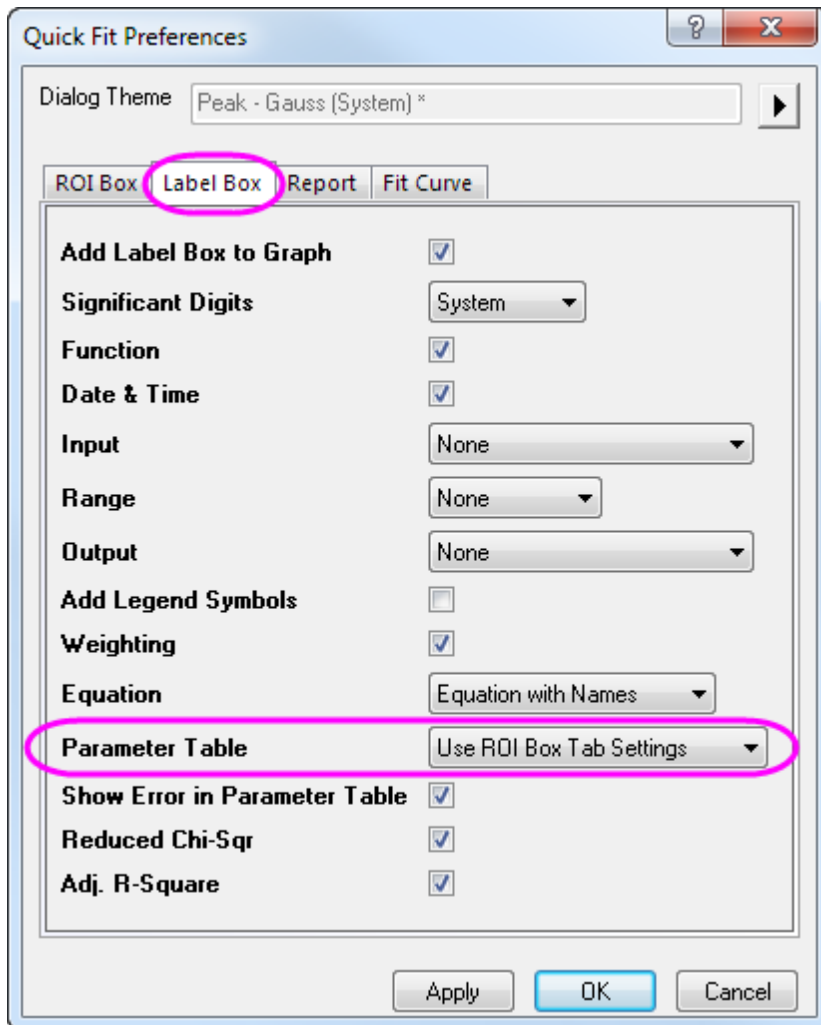 Quick Fit Preferences
Dialog Theme Peak - Gauss (System) *
ROI Box Label Box Report Fit Curve
Add Label Box to Graph
Significant Digits System
Function
Date & Time
Input None
Range None
Output None
Add Legend Symbols
Weighting
Equation Equation with Names
Parameter Table Use ROI Box Tab Settings
Show Error in Parameter Table
Reduced Chi-Sqr
Adj. R-Square
Apply OK Cancel